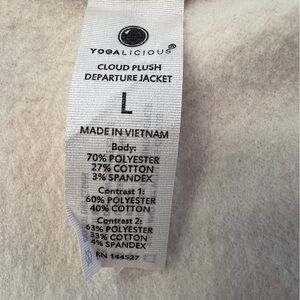 YOGALICIOUS®
CLOUD PLUSH
DEPARTURE JACKET
L
MADE IN VIETNAM
Body:
70% POLYESTER
27% COTTON
3% SPANDEX
Contrast 1:
60% POLYESTER
40% COTTON
Contrast 2:
63% POLYESTER
33% COTTON
4% SPANDEX
RN 144527